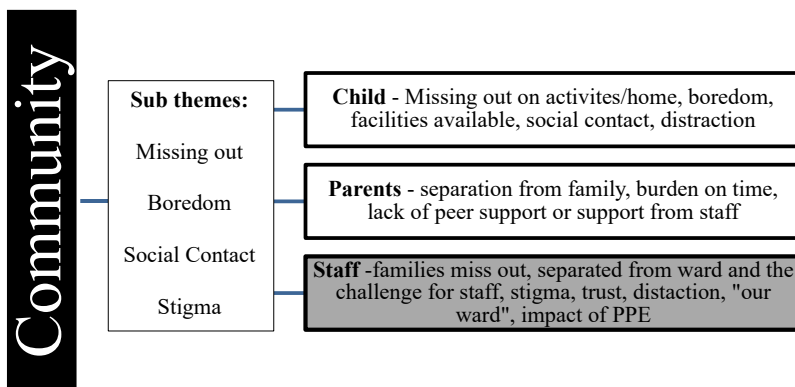 Community
Sub themes:
Missing out
Boredom
Social Contact
Stigma
Child - Missing out on activites/home, boredom,
facilities available, social contact, distraction
Parents - separation from family, burden on time,
lack of peer support or support from staff
Staff -families miss out, separated from ward and the
challenge for staff, stigma, trust, distaction, "our
ward", impact of PPE